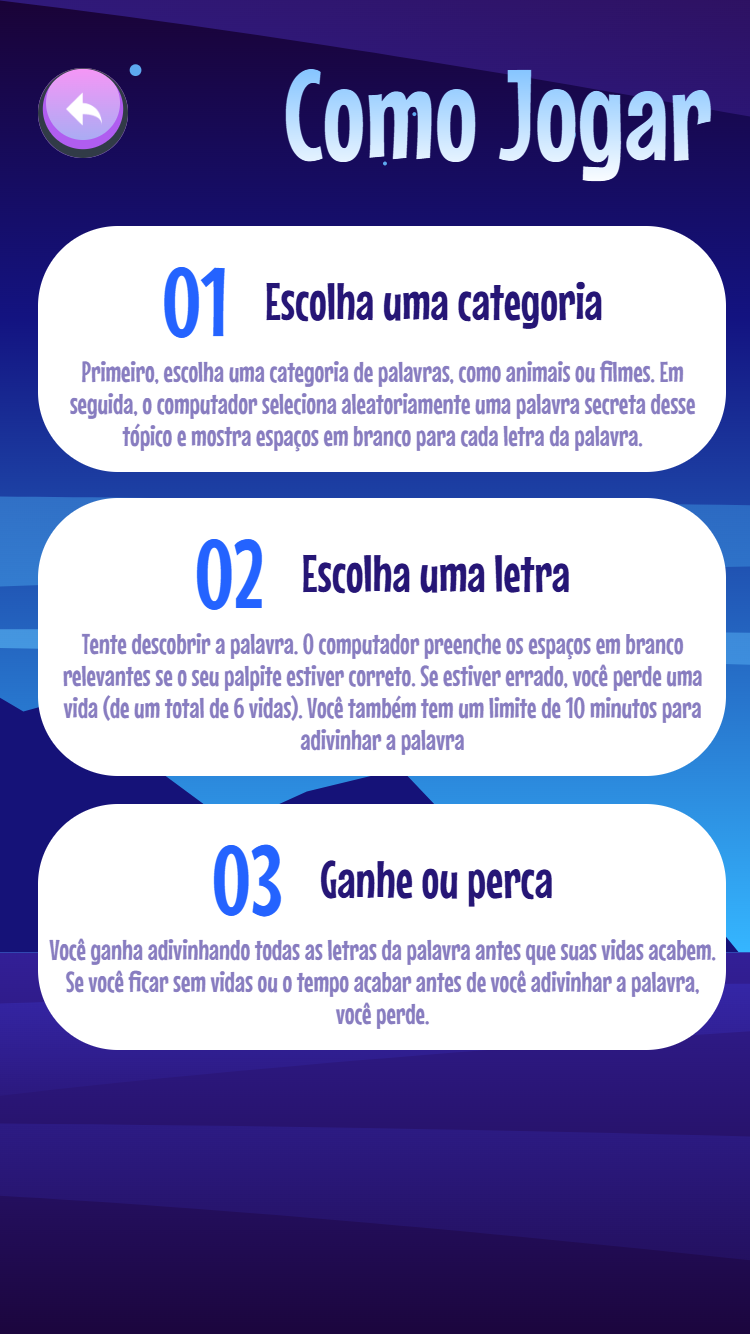 Como Jogar
01 Escolha uma categoria
Primeiro, escolha uma categoria de palavras, como animais ou filmes. Em
seguida, o computador seleciona aleatoriamente uma palavra secreta desse
tópico e mostra espaços em branco para cada letra da palavra.
02 Escolha uma letra
Tente descobrir a palavra. O computador preenche os espaços em branco
relevantes se o seu palpite estiver correto. Se estiver errado, você perde uma
vida (de um total de 6 vidas). Você também tem um limite de 10 minutos para
adivinhar a palavra
03 Ganhe ou perca
Você ganha adivinhando todas as letras da palavra antes que suas vidas acabem.
Se você ficar sem vidas ou o tempo acabar antes de você adivinhar a palavra,
você perde.